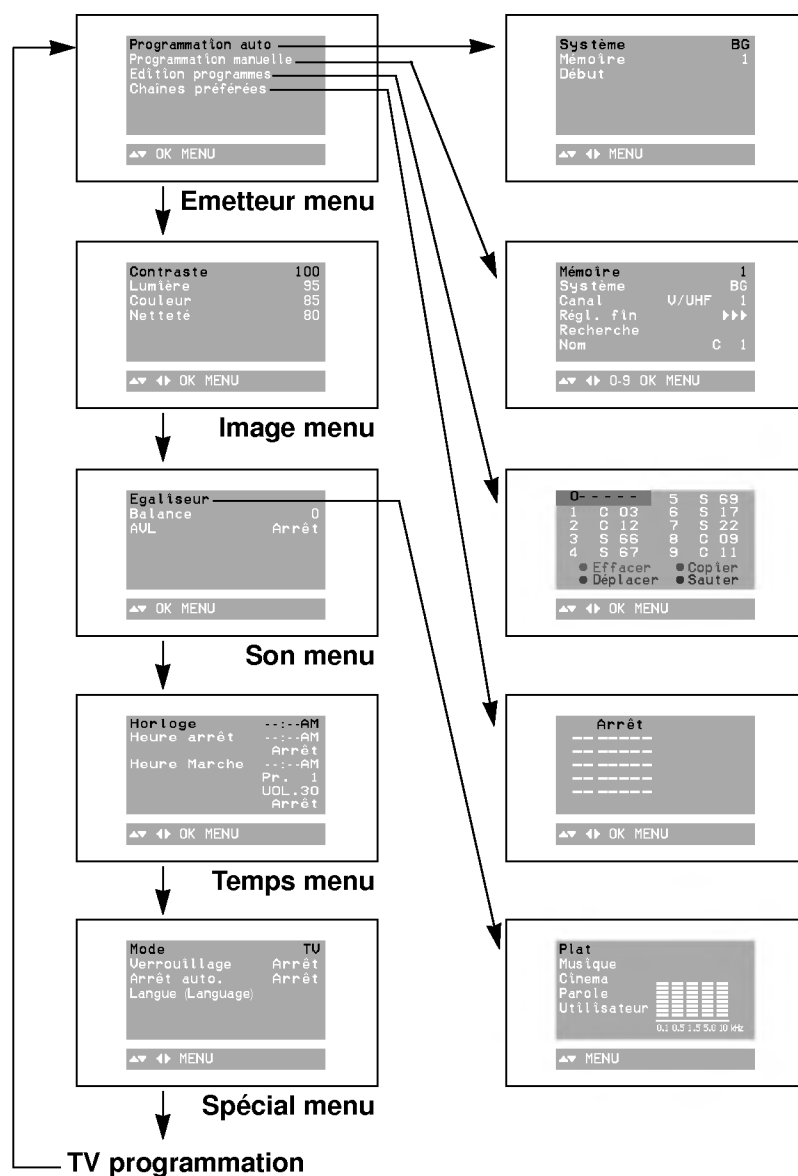 Programmation auto
Programmation manuelle
Edition programmes
Chaines préférées
▲▼ OK MENU
Emetteur menu
Contraste 100
Lumière 95
Couleur 85
Netteté 80
▲▼ ◀▶ OK MENU
Image menu
Egaliseur
Balance 0
AVL Arrêt
▲▼ OK MENU
Son menu
Horloge --:--AM
Heure arrêt --:--AM
Arrêt
Heure Marche --:--AM
Pr. 1
VOL.30
Arrêt
▲▼ ◀▶ OK MENU
Temps menu
Mode TV
Verrouillage Arrêt
Arrêt auto. Arrêt
Langue (Language)
▲▼ ◀▶ MENU
Spécial menu
TV programmation
Système BG
Mémoire 1
Début
▲▼ ◀▶ MENU
Mémoire 1
Système BG
Canal V/UHF 1
Régl. fin ▶▶▶
Recherche
Nom C 1
▲▼ ◀▶ 0-9 OK MENU
0- - - - - 5 S 69
1 C 03 6 S 17
2 C 12 7 S 22
3 S 66 8 C 09
4 S 67 9 C 11
● Effacer ● Copier
● Déplacer ● Sauter
▲▼ ◀▶ OK MENU
Arrêt
-- ------
-- ------
-- ------
-- ------
-- ------
▲▼ ◀▶ OK MENU
Plat
Musique
Cinema
Parole
Utilisateur
0.1 0.5 1.5 5.0 10 kHz
▲▼ MENU